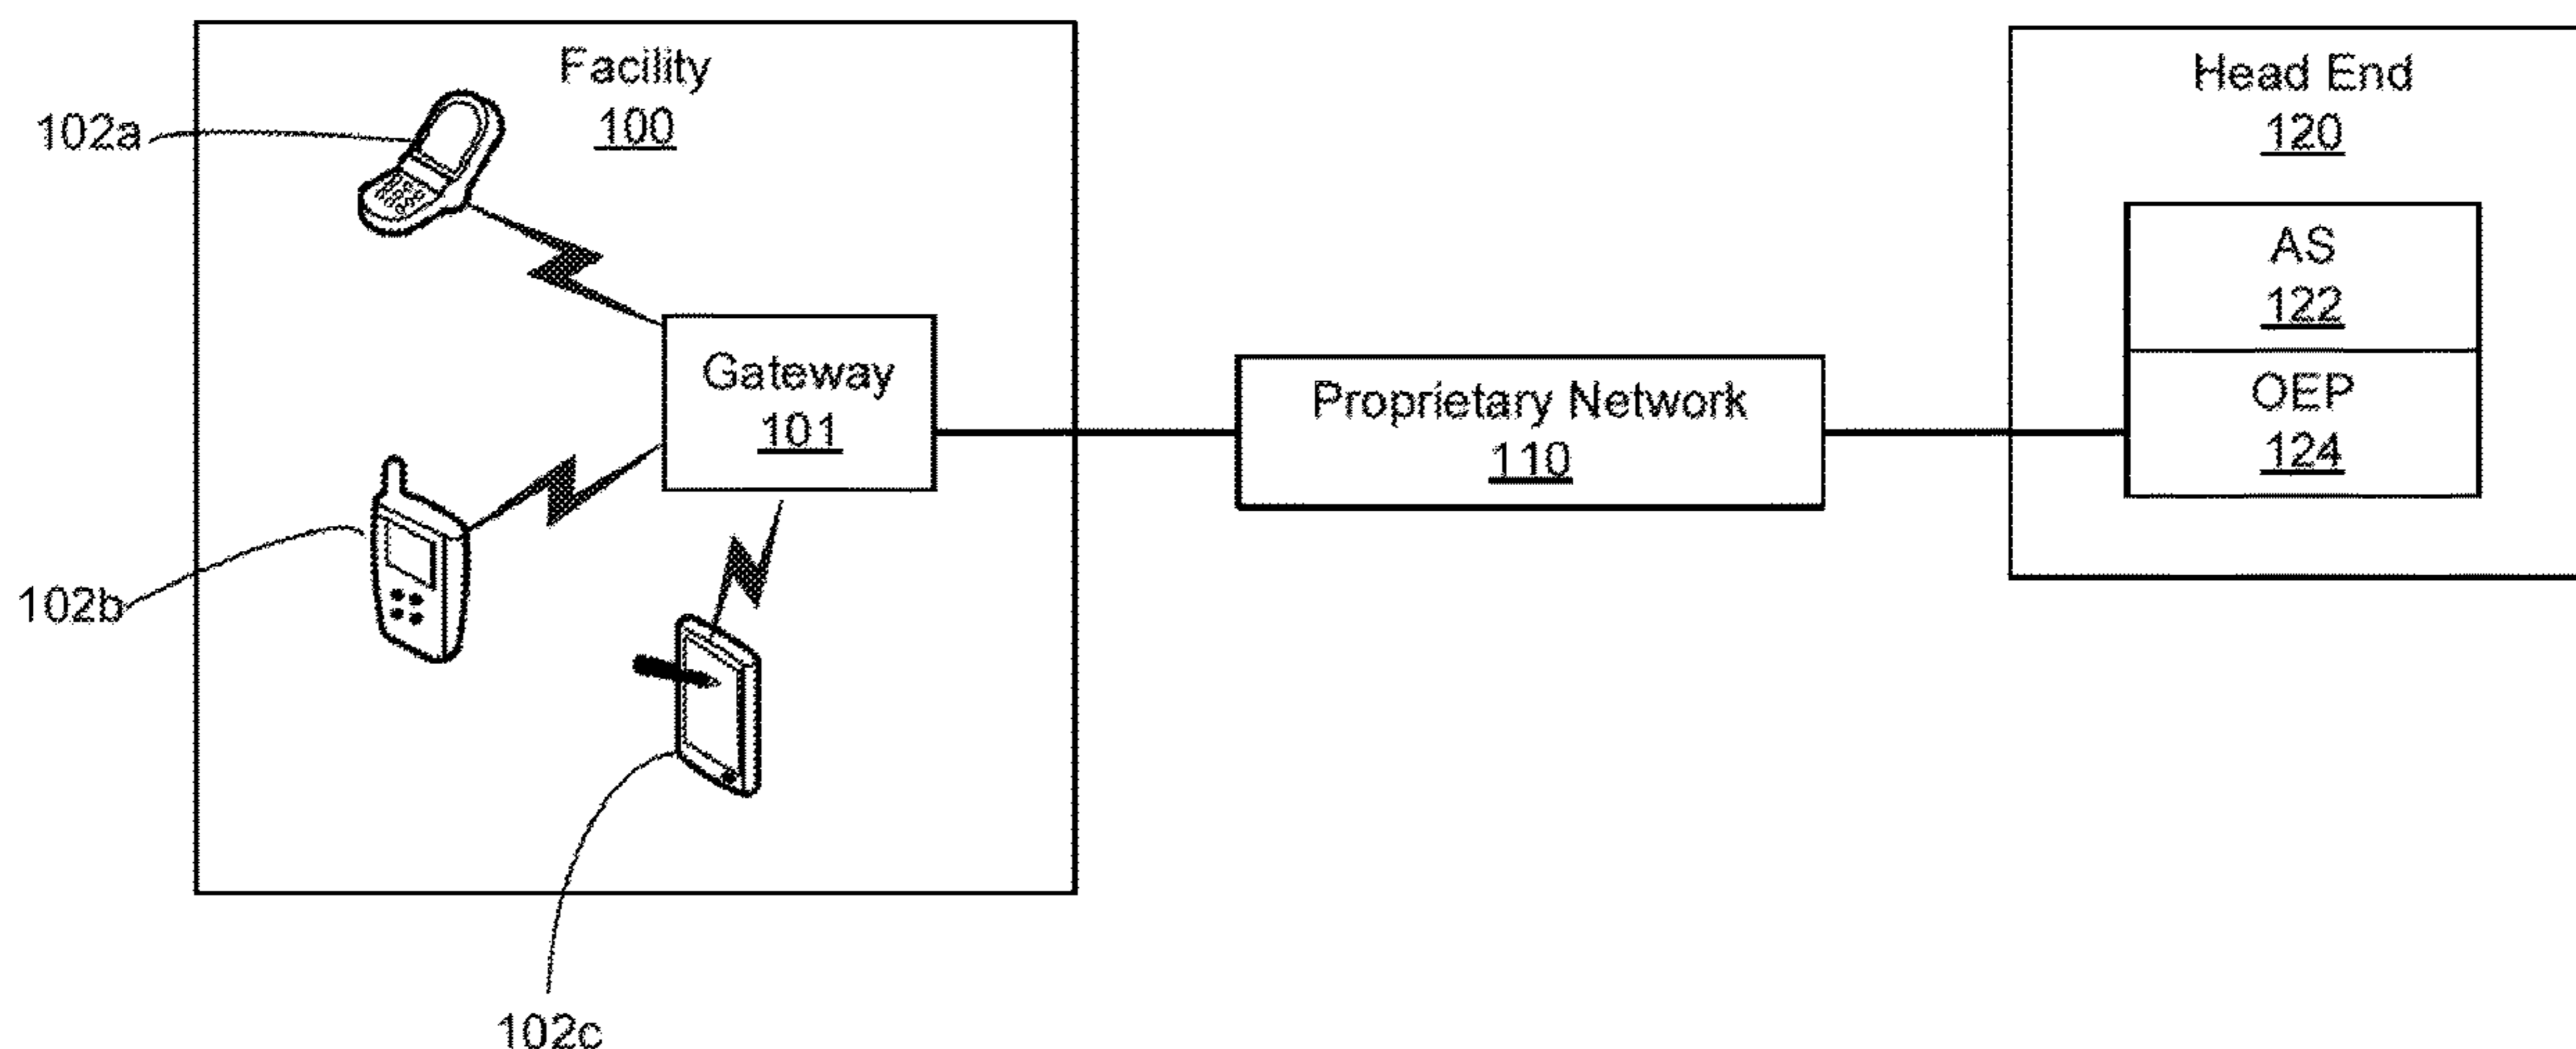 Facility
100
102a
Gateway
101
102b
102c
Proprietary Network
110
Head End
120
AS
122
OEP
124